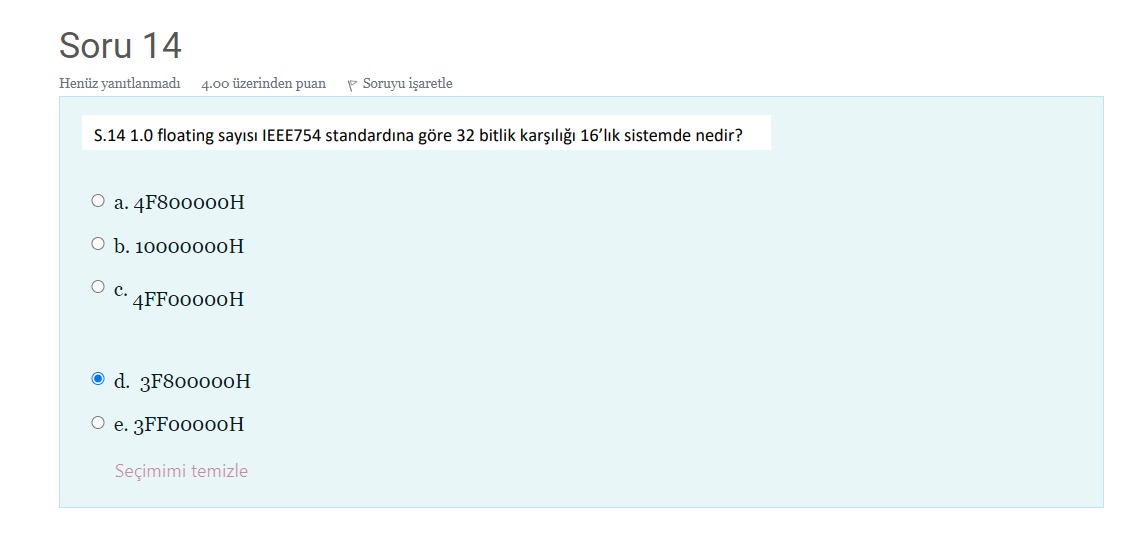 Soru 14
Henüz yanıtlanmadı 4.00 üzerinden puan Soruyu işaretle
S.14 1.0 floating sayısı IEEE754 standardına göre 32 bitlik karşılığı 16’lık sistemde nedir?
a. 4F800000H
b. 10000000H
c. 4FF00000H
d. 3F800000H
e. 3FF00000H
Seçimimi temizle